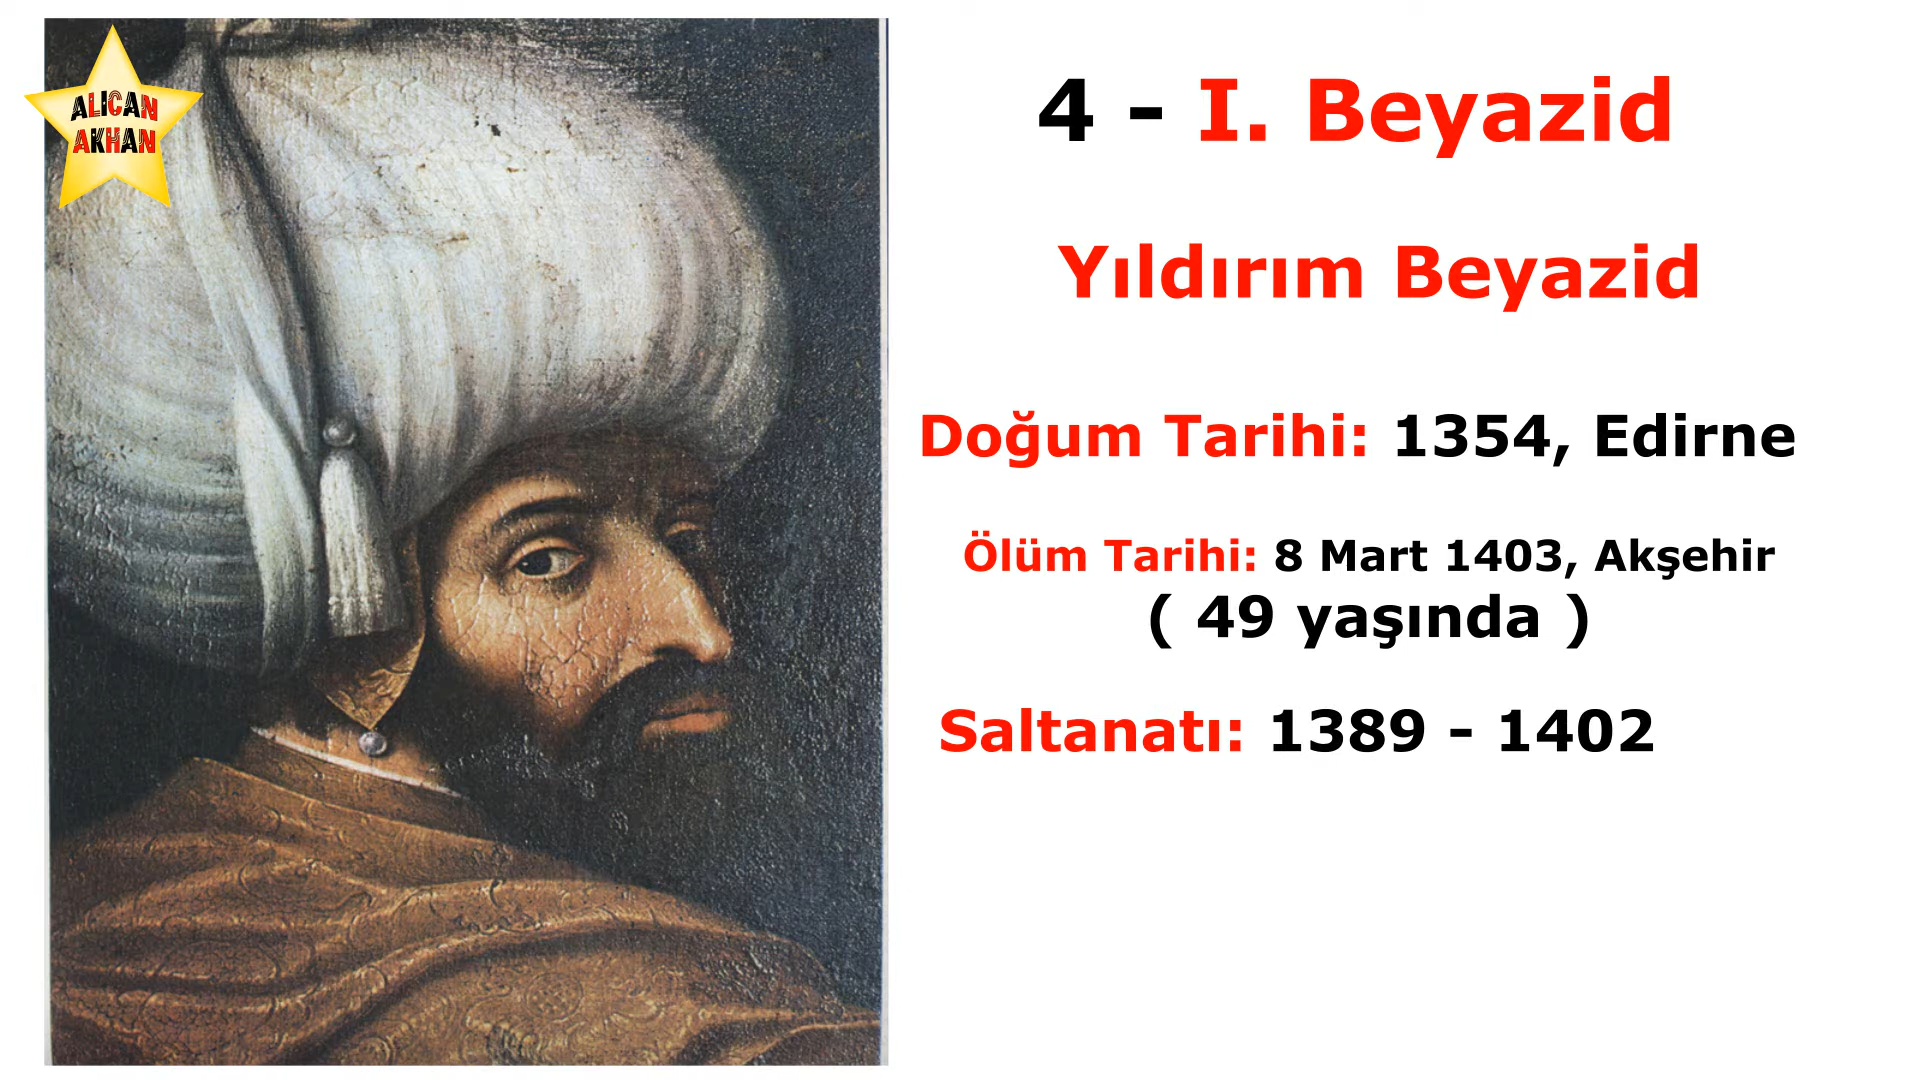 ALICAN
AKHAN
4 - I. Beyazid
Yıldırım Beyazid
Doğum Tarihi: 1354, Edirne
Ölüm Tarihi: 8 Mart 1403, Akşehir
( 49 yaşında )
Saltanatı: 1389 - 1402